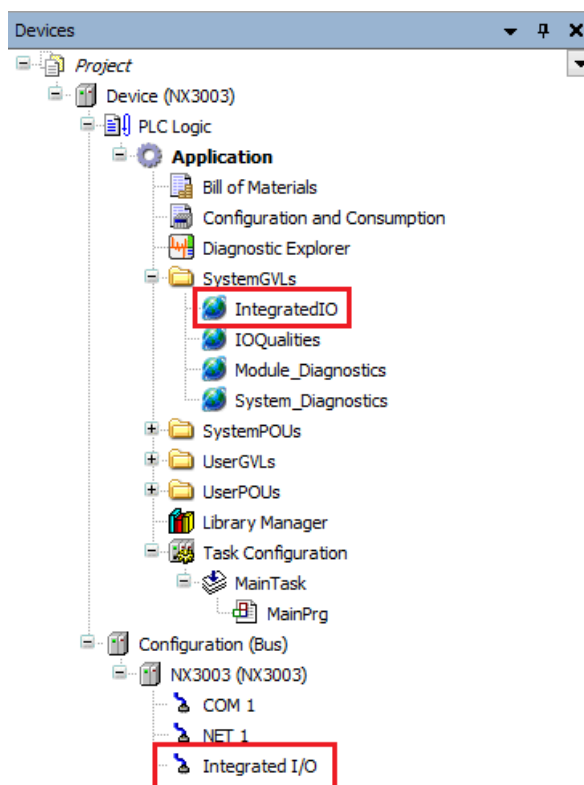 Devices
Project
Device (NX3003)
PLC Logic
Application
Bill of Materials
Configuration and Consumption
Diagnostic Explorer
SystemGVLs
IntegratedIO
IOQualities
Module_Diagnostics
System_Diagnostics
SystemPOUs
UserGVLs
UserPOUs
Library Manager
Task Configuration
MainTask
MainPrg
Configuration (Bus)
NX3003 (NX3003)
COM 1
NET 1
Integrated I/O